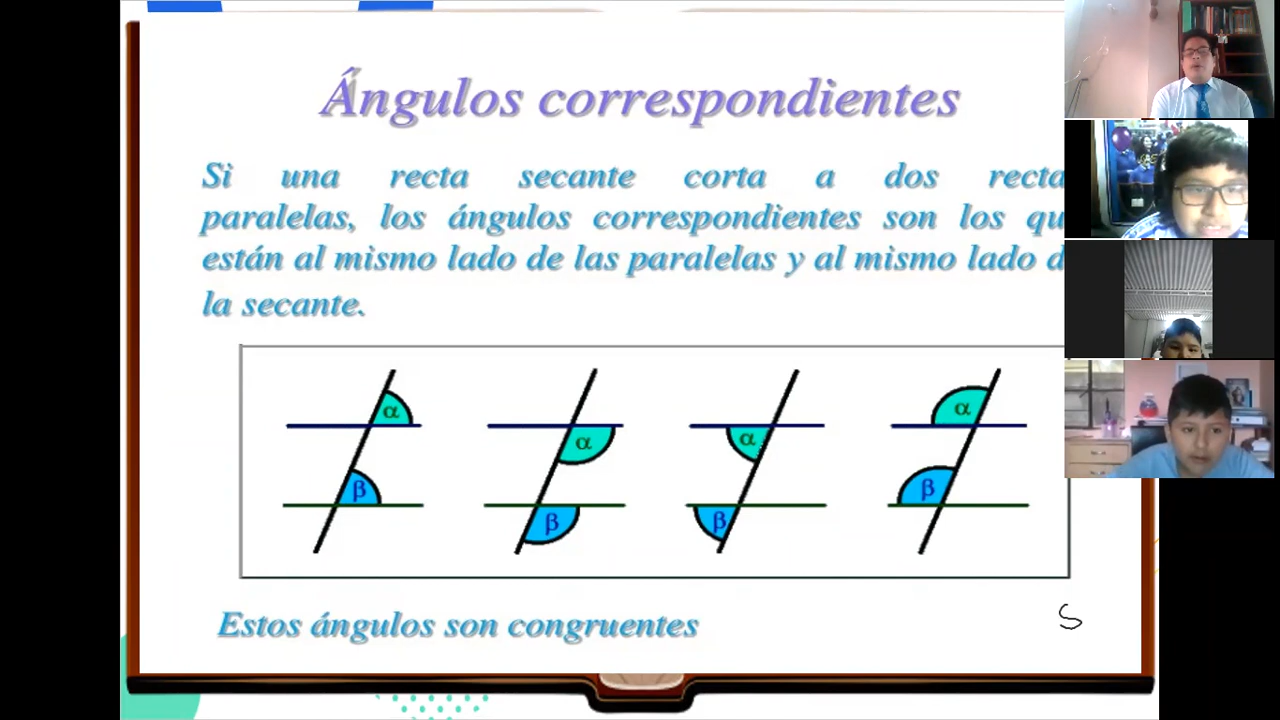 Ángulos correspondientes
Si una recta secante corta a dos recta
paralelas, los ángulos correspondientes son los qu
están al mismo lado de las paralelas y al mismo lado d
la secante.
α α α α
β β β β
Estos ángulos son congruentes
S